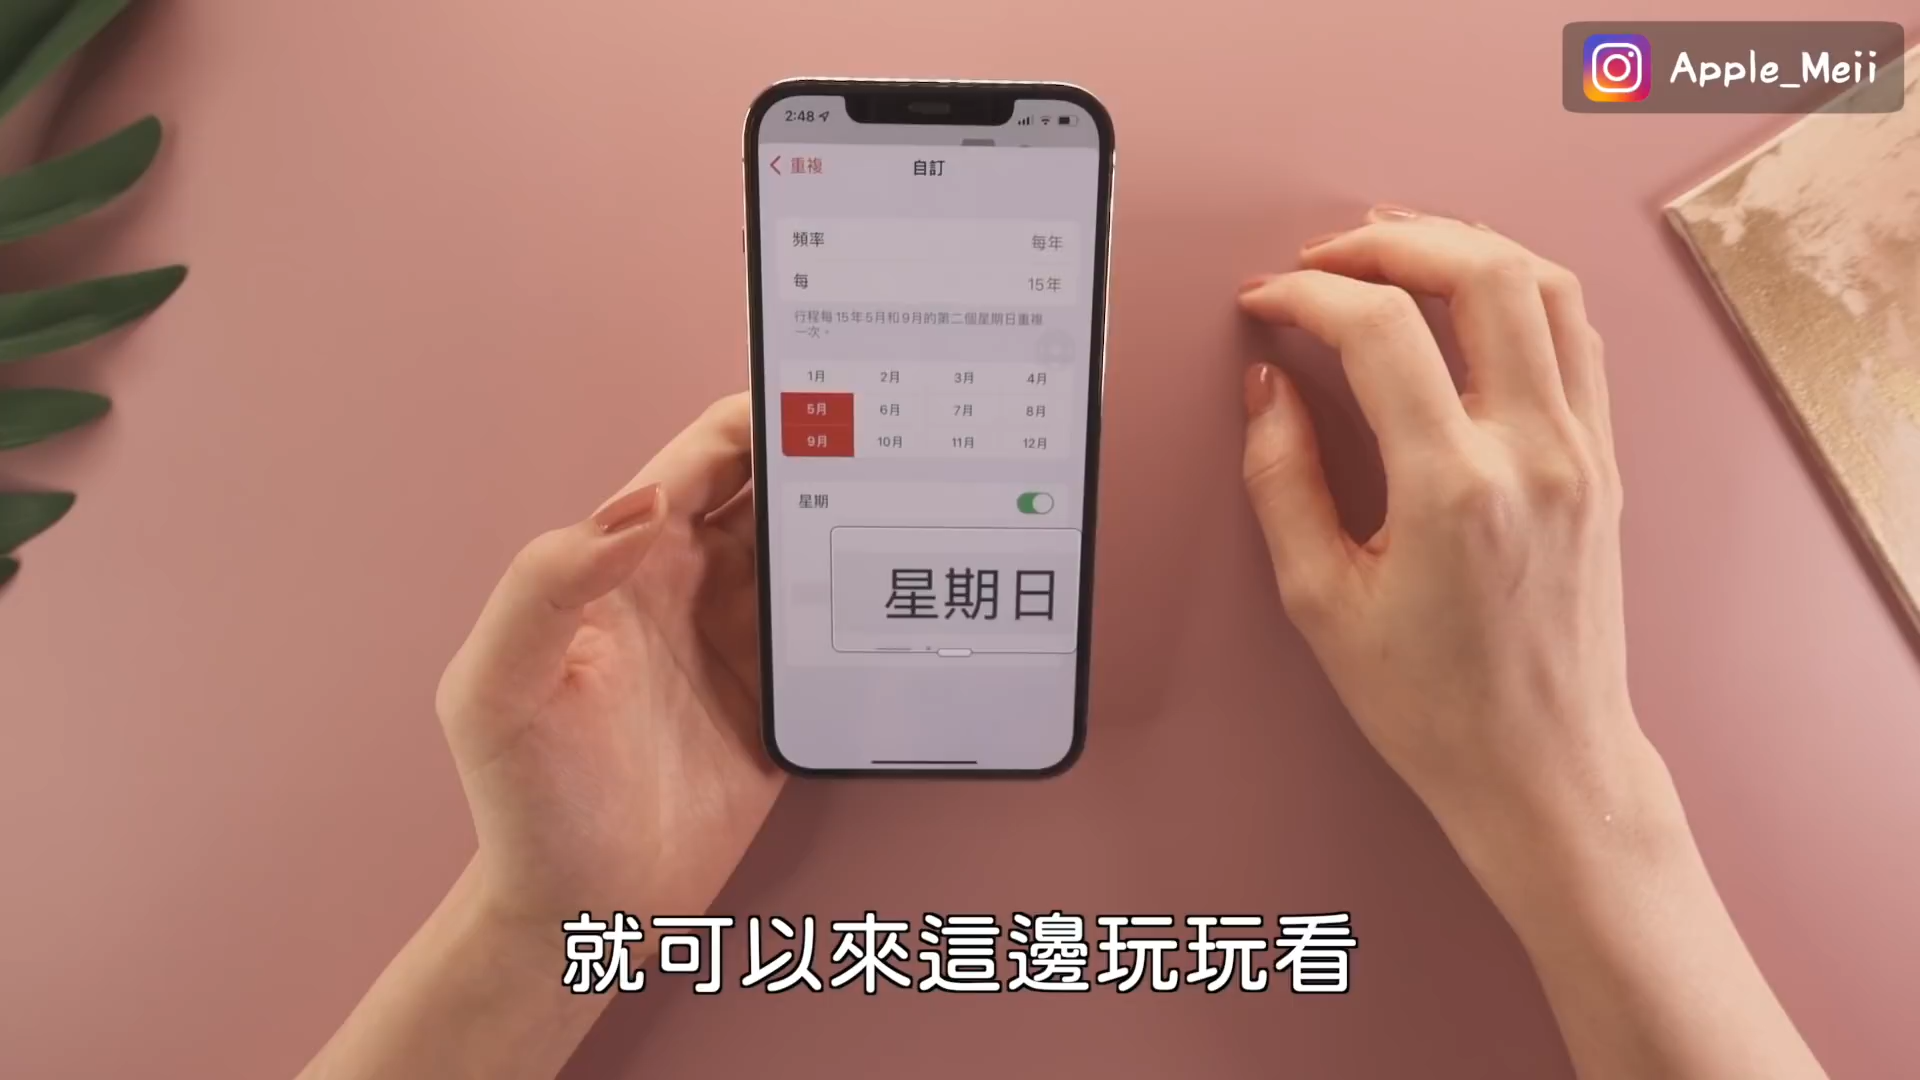 Apple_Meii
2:48
重複
自訂
頻率
每年
每
15年
行程每15年5月和9月的第二個星期日重複
一次。
1月
2月
3月
4月
5月
6月
7月
8月
9月
10月
11月
12月
星期
星期日
就可以來這邊玩玩看